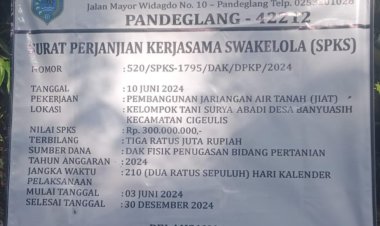 Jalan Mayor Widagdo No. 10 – Pandeglang Telp. 0253
PANDEGLANG - 42212
SURAT PERJANJIAN KERJASAMA SWAKELOLA (SPKS)
NOMOR : 520/SPKS-1795/DAK/DPKP/2024
TANGGAL : 10 JUNI 2024
PEKERJAAN : PEMBANGUNAN JARIANGAN AIR TANAH (JIAT)
LOKASI : KELOMPOK TANI SURYA ABADI DESA BANYUASIH
KECAMATAN CIGEULIS
NILAI SPKS : Rp. 300.000.000,-
TERBILANG : TIGA RATUS JUTA RUPIAH
SUMBER DANA : DAK FISIK PENUGASAN BIDANG PERTANIAN
TAHUN ANGGARAN : 2024
JANGKA WAKTU : 210 (DUA RATUS SEPULUH) HARI KALENDER
PELAKSANAAN
MULAI TANGGAL : 03 JUNI 2024
SELESAI TANGGAL : 30 DESEMBER 2024